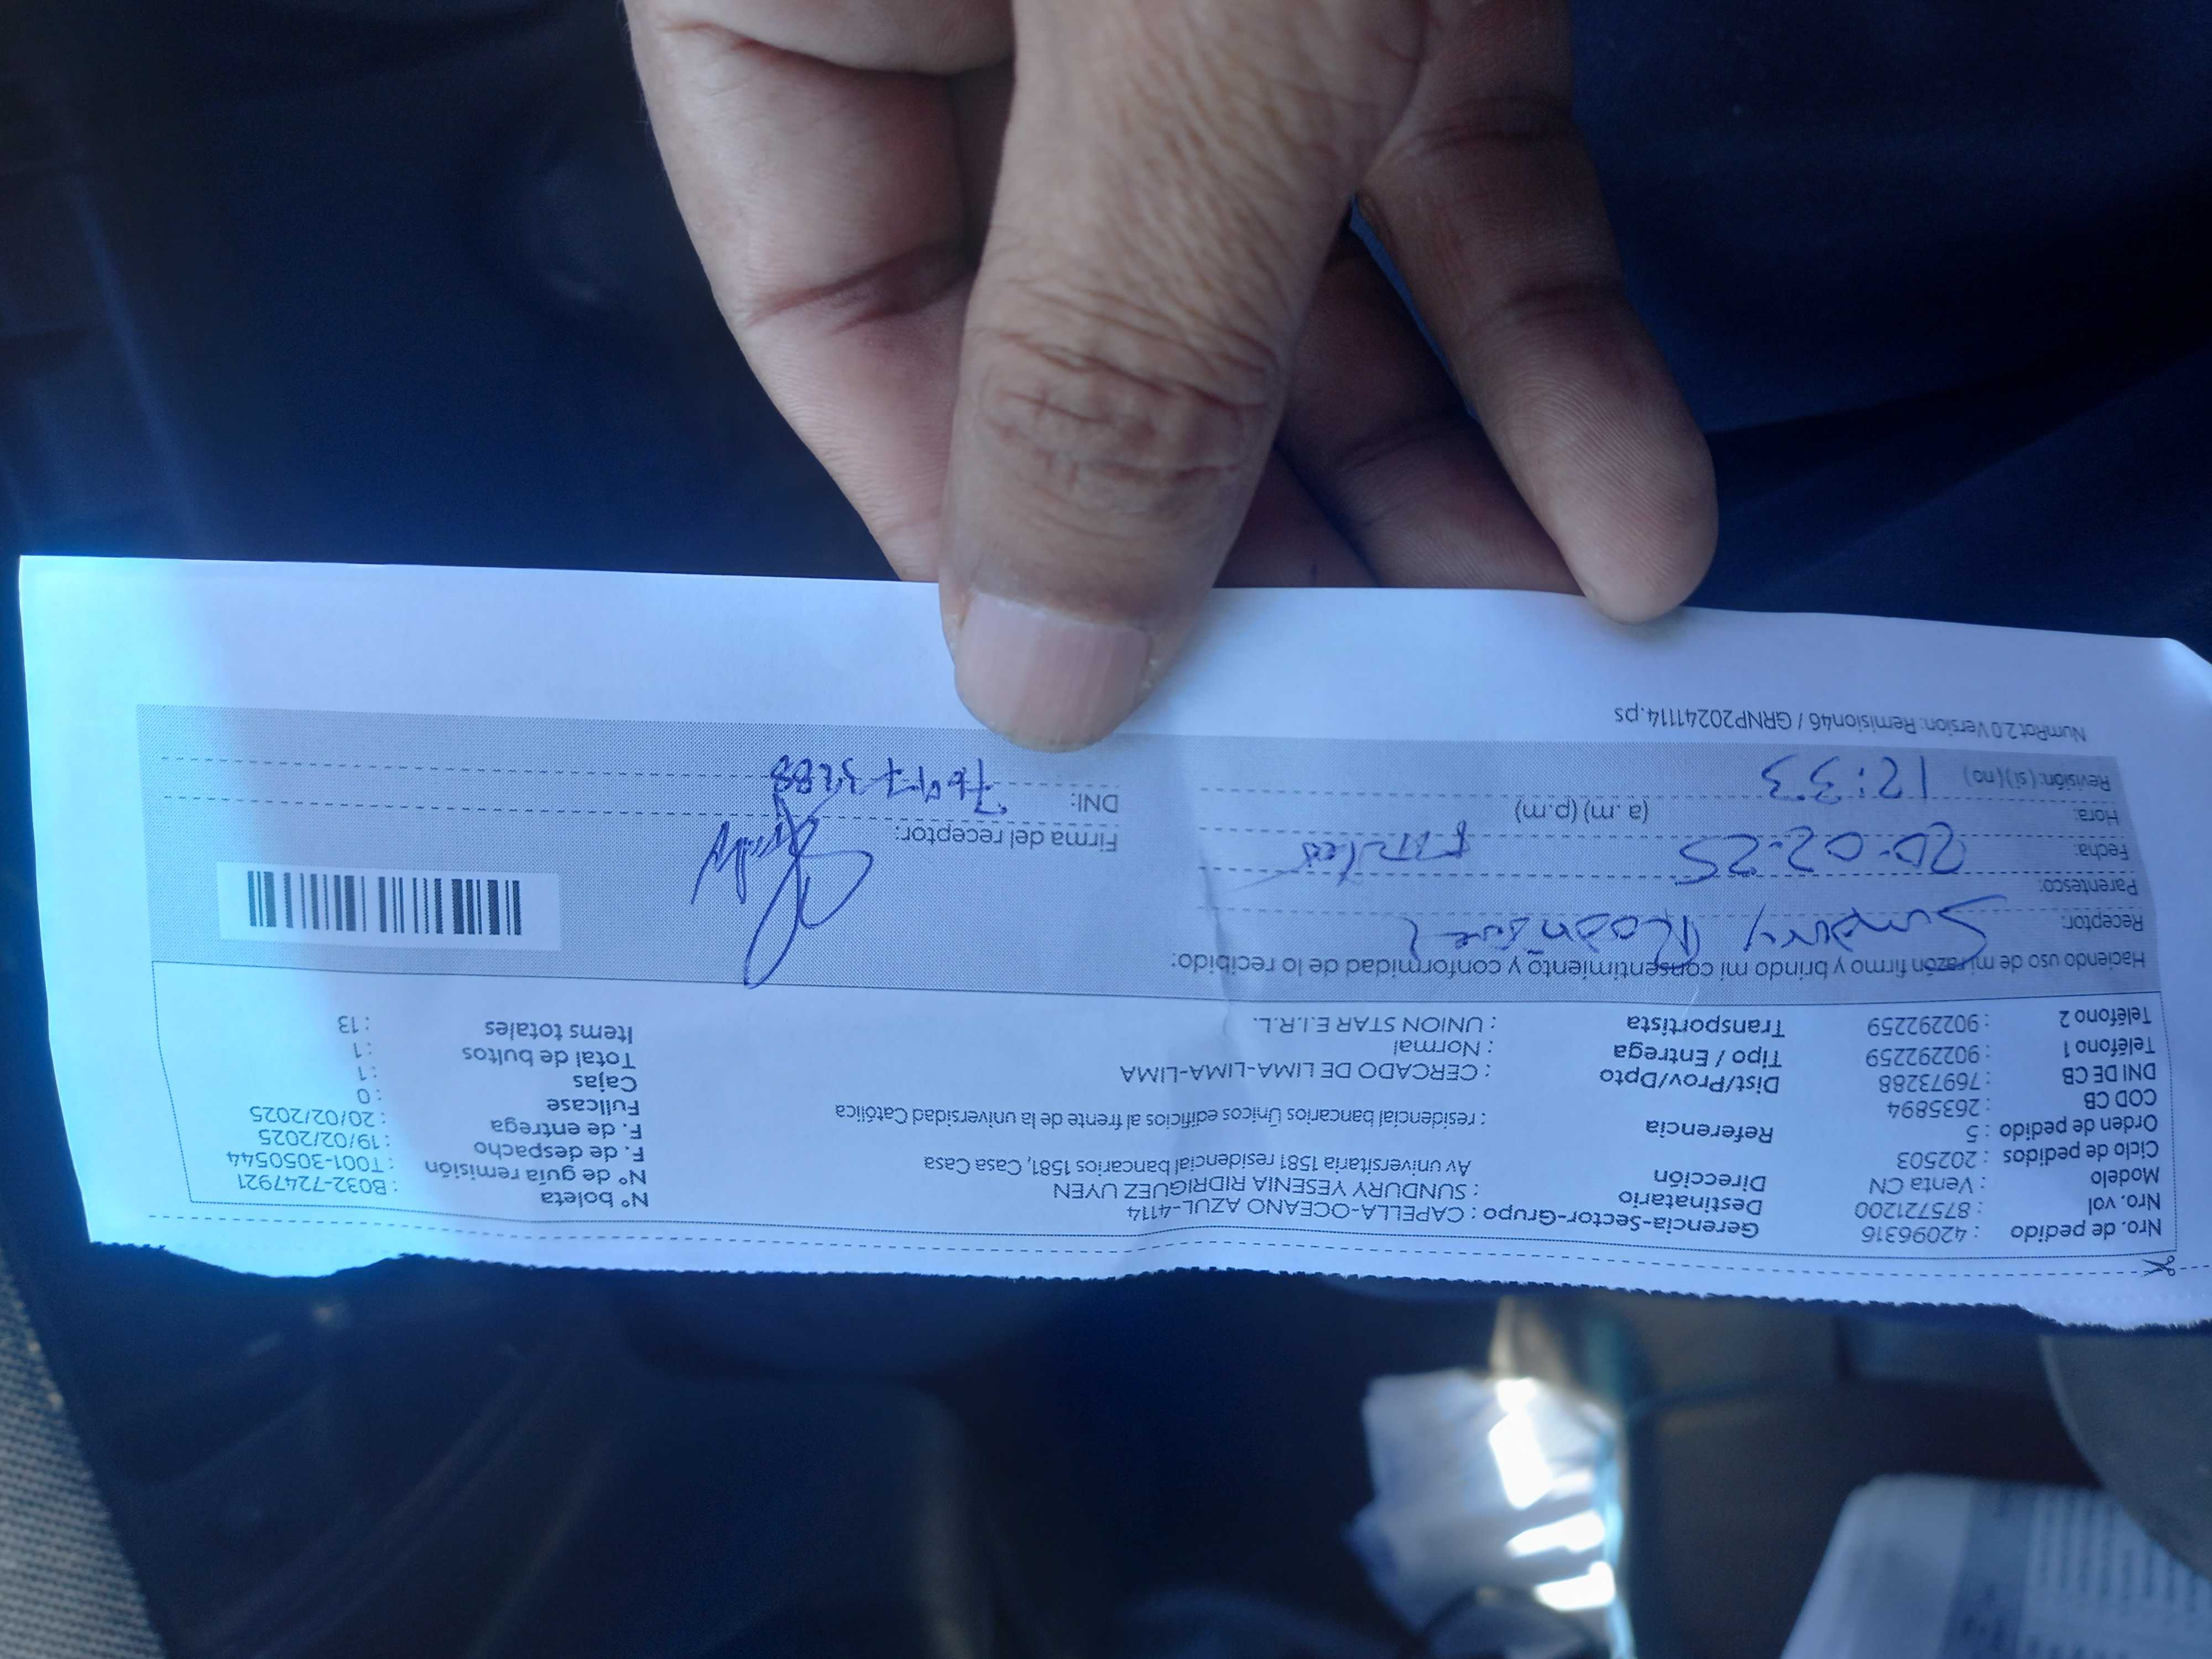 Nro. de pedido : 42096316 Gerencia-Sector-Grupo : CAPELLA-OCEANO AZUL-4114 N° boleta : B032-7247921
Nro. vol : 875721200 Destinatario : SUNDURY YESENIA RIDRIGUEZ UYEN N° de guía remisión : T001-3050544
Modelo : Venta CN Dirección Av universitaria 1581 residencial bancarios 1581, Casa Casa F. de despacho : 19/02/2025
Ciclo de pedidos : 202503 F. de entrega : 20/02/2025
Orden de pedido : 5 Referencia : residencial bancarios Únicos edificios al frente de la universidad Católica Fullcase : 0
COD CB : 2635894 Cajas : 1
DNI DE CB : 76973288 Dist/Prov/Dpto : CERCADO DE LIMA-LIMA-LIMA Total de bultos : 1
Teléfono 1 : 902292259 Tipo / Entrega : Normal Items totales : 13
Teléfono 2 : 902292259 Transportista : UNION STAR E.I.R.L.
Haciendo uso de mi razón firmo y brindo mi consentimiento y conformidad de lo recibido:
Receptor: Sundury Rodriguez
Parentesco:
Fecha: 20-02-25 Firma del receptor:
Hora: (a.m) (p.m) DNI:
Revisión: (si) (no) 12:33
NumRot 2.0 Version: Remision46 / GRNP20241114.ps